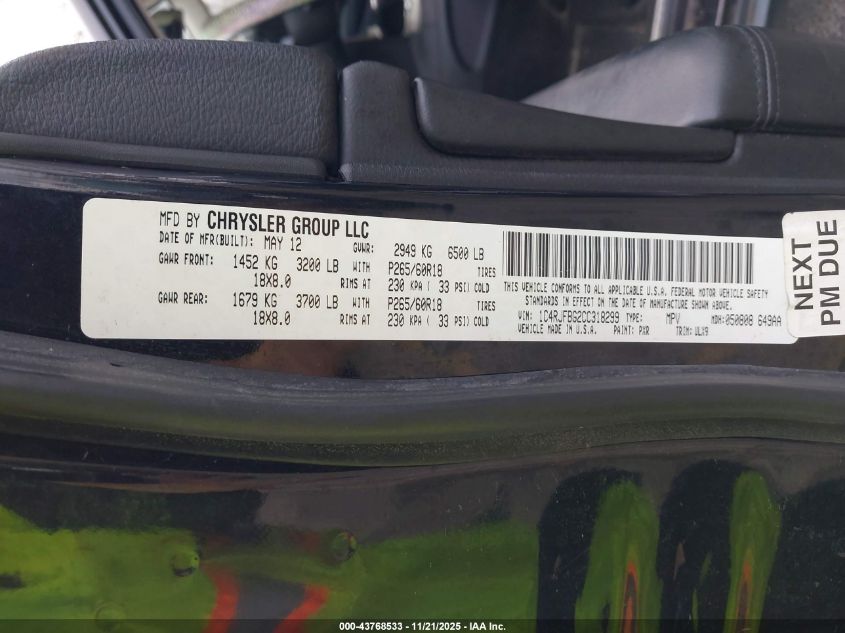 MFD BY CHRYSLER GROUP LLC
DATE OF MFR(BUILT): MAY 12 GVWR: 2949 KG 6500 LB
GAWR FRONT: 1452 KG 3200 LB WITH P265/60R18 TIRES
18X8.0 RIMS AT 230 KPA ( 33 PSI) COLD
GAWR REAR: 1679 KG 3700 LB WITH P265/60R18 TIRES
18X8.0 RIMS AT 230 KPA ( 33 PSI) COLD
THIS VEHICLE CONFORMS TO ALL APPLICABLE U.S.A. FEDERAL MOTOR VEHICLE SAFETY
STANDARDS IN EFFECT ON THE DATE OF MANUFACTURE SHOWN ABOVE
VIN: 1C4RJFBG2CC318299 TYPE: MPV MDH: 050808 649AA
VEHICLE MADE IN U.S.A. PAINT: PXR TRIM: VLX9
NEXT
PM DUE
000-43768533 - 11/21/2025 - IAA Inc.